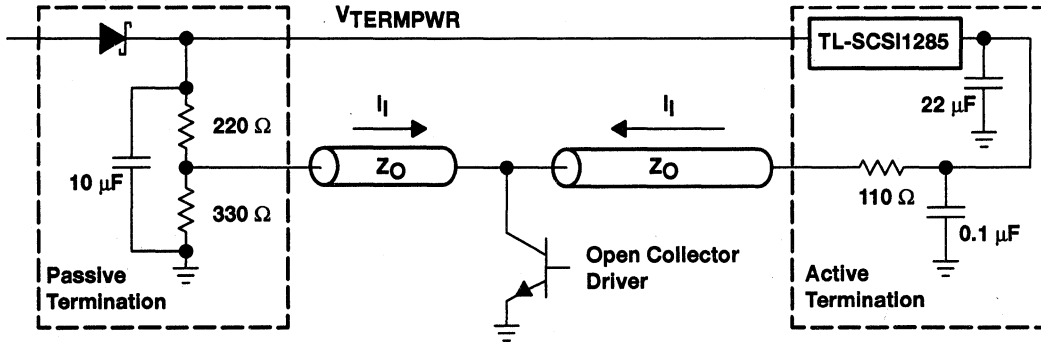 VTERMPWR
TL-SCSI1285
220 Ω
10 µF
330 Ω
II
ZO
II
ZO
22 µF
110 Ω
0.1 µF
Open Collector
Driver
Passive
Termination
Active
Termination